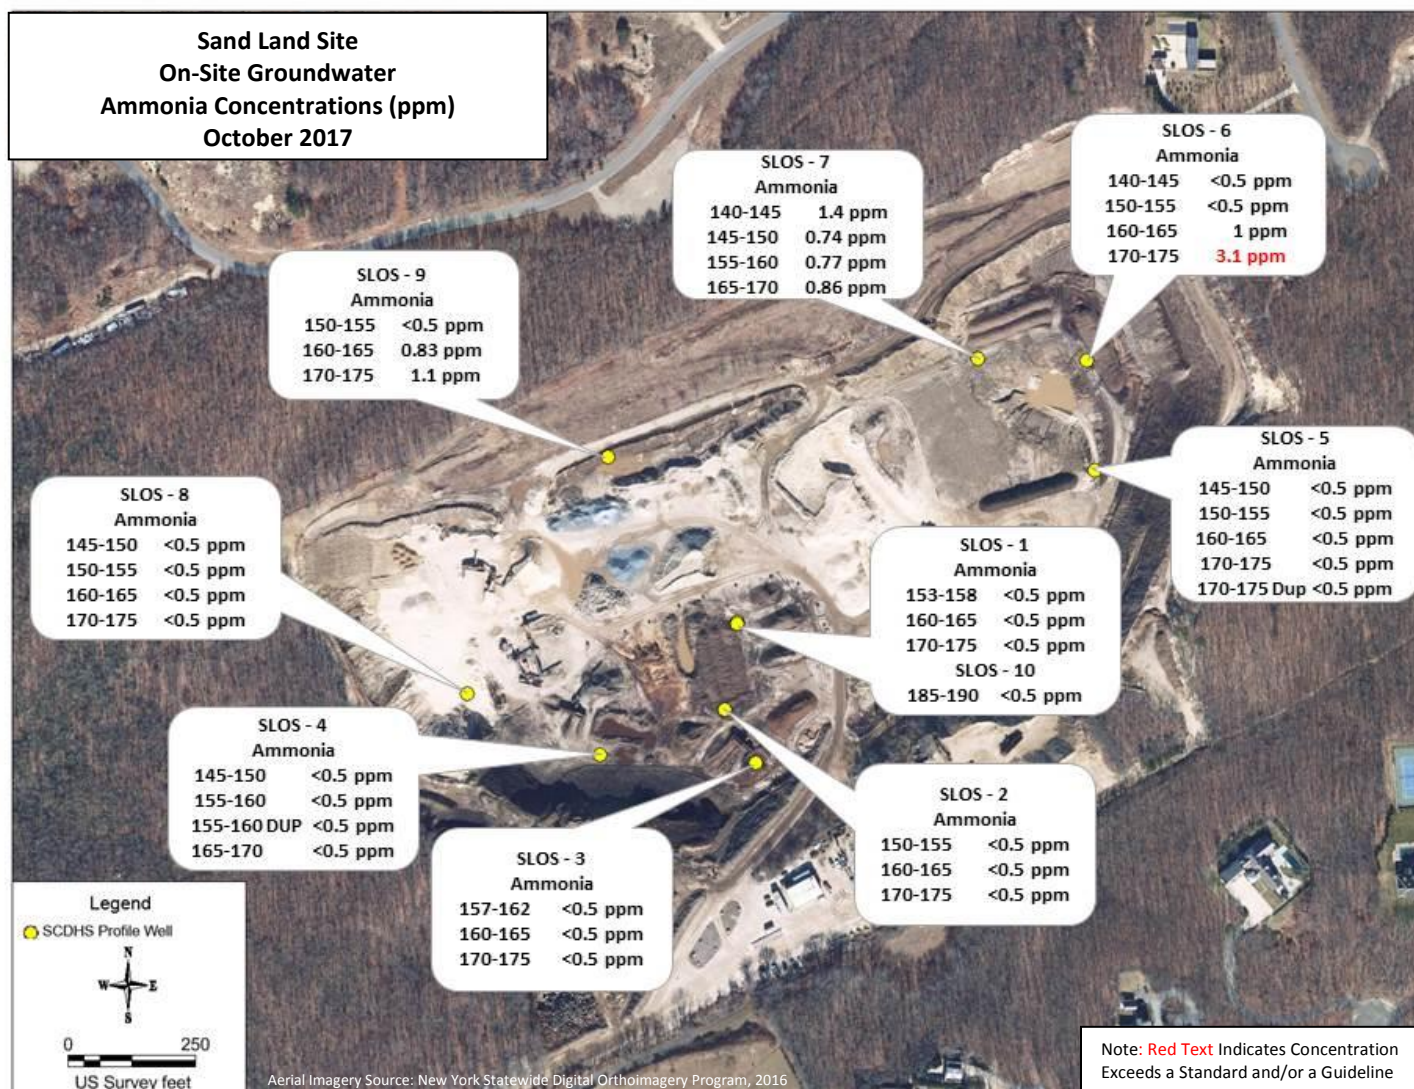 Sand Land Site
On-Site Groundwater
Ammonia Concentrations (ppm)
October 2017
SLOS - 6
Ammonia
140-145 <0.5 ppm
150-155 <0.5 ppm
160-165 1 ppm
170-175 3.1 ppm
SLOS - 7
Ammonia
140-145 1.4 ppm
145-150 0.74 ppm
155-160 0.77 ppm
165-170 0.86 ppm
SLOS - 9
Ammonia
150-155 <0.5 ppm
160-165 0.83 ppm
170-175 1.1 ppm
SLOS - 5
Ammonia
145-150 <0.5 ppm
150-155 <0.5 ppm
160-165 <0.5 ppm
170-175 <0.5 ppm
170-175 Dup <0.5 ppm
SLOS - 8
Ammonia
145-150 <0.5 ppm
150-155 <0.5 ppm
160-165 <0.5 ppm
170-175 <0.5 ppm
SLOS - 1
Ammonia
153-158 <0.5 ppm
160-165 <0.5 ppm
170-175 <0.5 ppm
SLOS - 10
185-190 <0.5 ppm
SLOS - 4
Ammonia
145-150 <0.5 ppm
155-160 <0.5 ppm
155-160 DUP <0.5 ppm
165-170 <0.5 ppm
SLOS - 2
Ammonia
150-155 <0.5 ppm
160-165 <0.5 ppm
170-175 <0.5 ppm
SLOS - 3
Ammonia
157-162 <0.5 ppm
160-165 <0.5 ppm
170-175 <0.5 ppm
Legend
SCDHS Profile Well
N
W E
S
0 250
US Survey feet
Aerial Imagery Source: New York Statewide Digital Orthoimagery Program, 2016
Note: Red Text Indicates Concentration
Exceeds a Standard and/or a Guideline